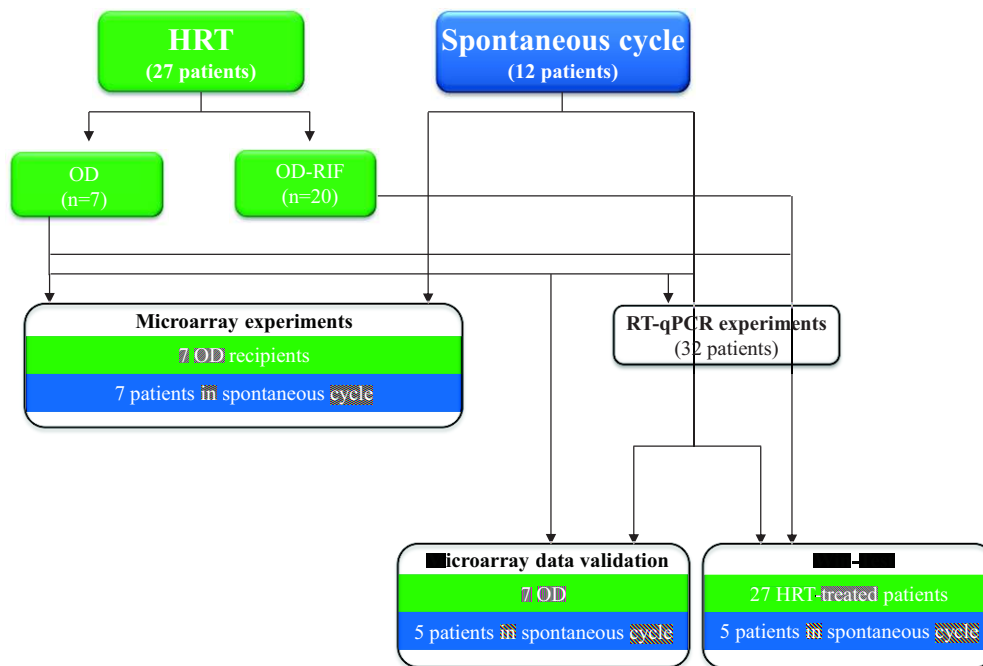 HRT
(27 patients)
Spontaneous cycle
(12 patients)
OD
(n=7)
OD-RIF
(n=20)
Microarray experiments
7 OD recipients
7 patients in spontaneous cycle
RT-qPCR experiments
(32 patients)
Microarray data validation
7 OD
5 patients in spontaneous cycle
27 HRT-treated patients
5 patients in spontaneous cycle